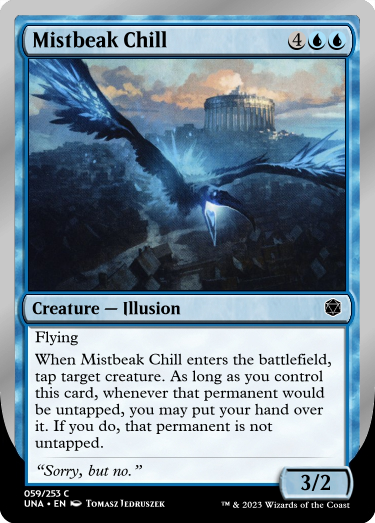 Mistbeak Chill 4
Creature — Illusion
Flying
When Mistbeak Chill enters the battlefield,
tap target creature. As long as you control
this card, whenever that permanent would
be untapped, you may put your hand over
it. If you do, that permanent is not
untapped.
“Sorry, but no.”
3/2
059/253 C
UNA • EN Tomasz Jedruszek
™ & 2023 Wizards of the Coast